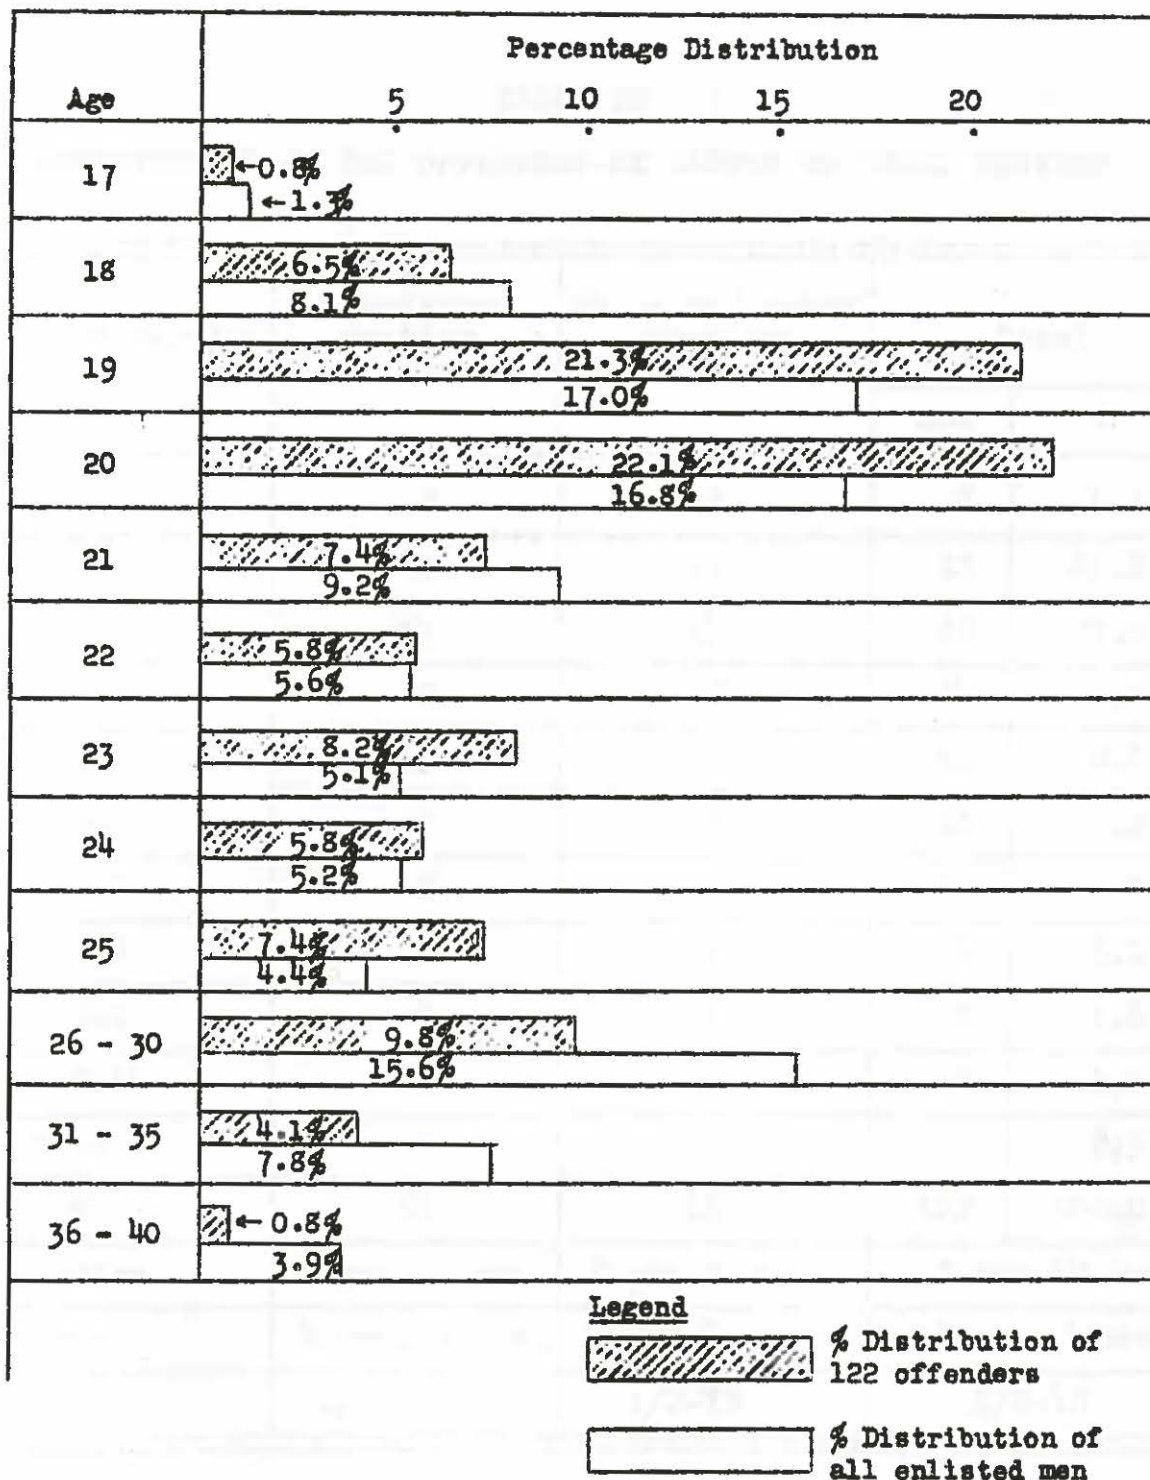 Percentage Distribution
Age 5 10 15 20
17 ←0.8%
←1.3%
18 6.5%
8.1%
19 21.3%
17.0%
20 22.1%
16.8%
21 7.4%
9.2%
22 5.8%
5.6%
23 8.2%
5.1%
24 5.8%
5.2%
25 7.4%
4.4%
26 - 30 9.8%
15.6%
31 - 35 4.1%
7.8%
36 - 40 ← 0.8%
3.9%
Legend
% Distribution of
122 offenders
% Distribution of
all enlisted men